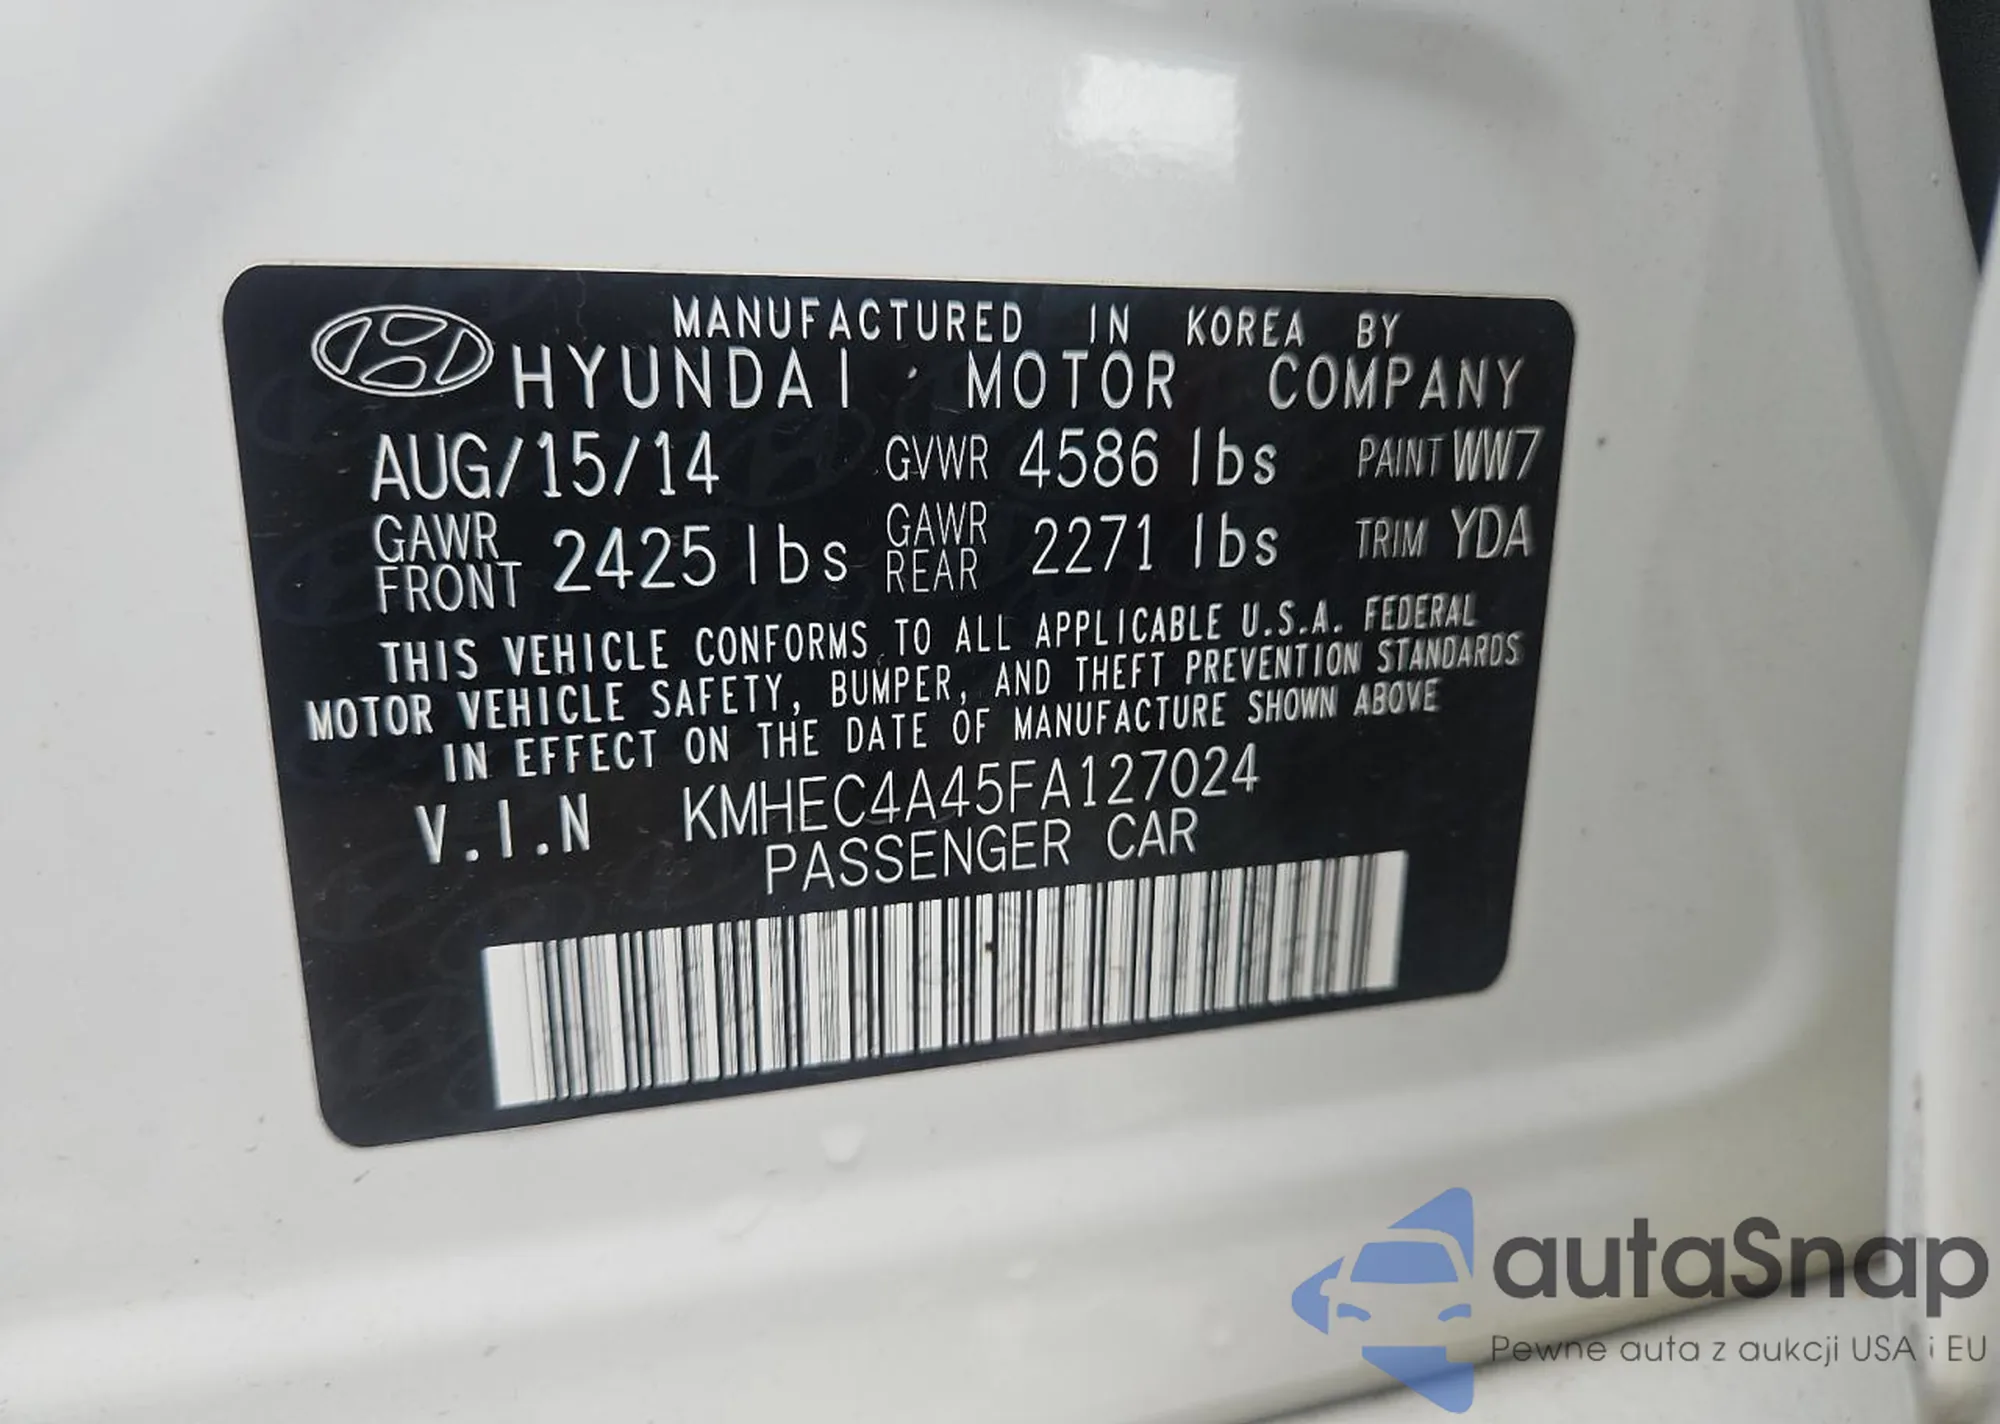 MANUFACTURED IN KOREA BY
HYUNDAI MOTOR COMPANY
AUG/15/14 GVWR 4586 lbs PAINT WW7
GAWR FRONT 2425 lbs GAWR REAR 2271 lbs TRIM YDA
THIS VEHICLE CONFORMS TO ALL APPLICABLE U.S.A. FEDERAL
MOTOR VEHICLE SAFETY, BUMPER, AND THEFT PREVENTION STANDARDS
IN EFFECT ON THE DATE OF MANUFACTURE SHOWN ABOVE
V.I.N KMHEC4A45FA127024
PASSENGER CAR
autaSnap
Pewne auta z aukcji USA i EU